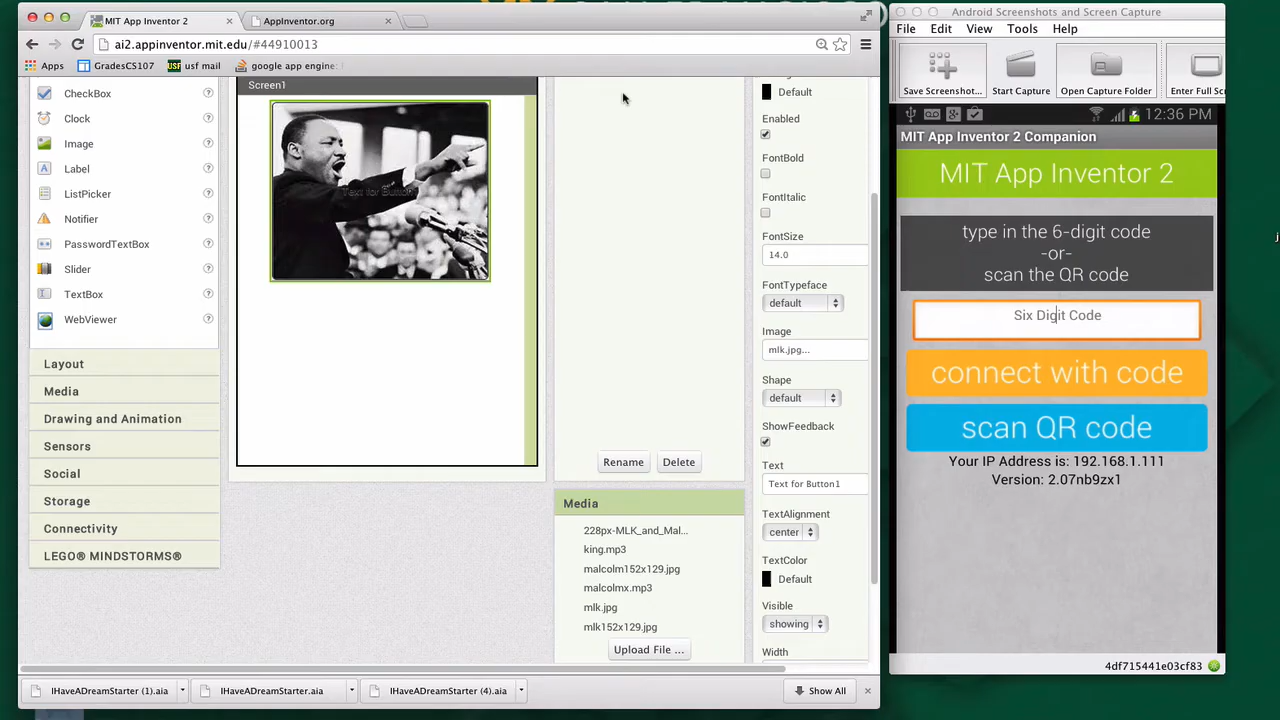 MIT App Inventor 2
AppInventor.org
ai2.appinventor.mit.edu/#44910013
Apps
GradesCS107
USF
usf mail
google app engine:
CheckBox
Clock
Image
Label
ListPicker
Notifier
PasswordTextBox
Slider
TextBox
WebViewer
Layout
Media
Drawing and Animation
Sensors
Social
Storage
Connectivity
LEGO® MINDSTORMS®
Screen1
Text for Button1
Rename
Delete
Media
228px-MLK_and_Mal...
king.mp3
malcolm152x129.jpg
malcolmx.mp3
mlk.jpg
mlk152x129.jpg
Upload File ...
Default
Enabled
FontBold
FontItalic
FontSize
14.0
FontTypeface
default
Image
mlk.jpg...
Shape
default
ShowFeedback
Text
Text for Button1
TextAlignment
center
TextColor
Default
Visible
showing
Width
IHaveADreamStarter (1).aia
IHaveADreamStarter.aia
IHaveADreamStarter (4).aia
Show All
Android Screenshots and Screen Capture
File
Edit
View
Tools
Help
Save Screenshot...
Start Capture
Open Capture Folder
Enter Full Scr
12:36 PM
MIT App Inventor 2 Companion
MIT App Inventor 2
type in the 6-digit code
-or-
scan the QR code
Six Digit Code
connect with code
scan QR code
Your IP Address is: 192.168.1.111
Version: 2.07nb9zx1
4df715441e03cf83